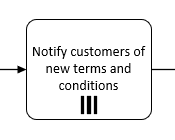 Notify customers of
new terms and
conditions